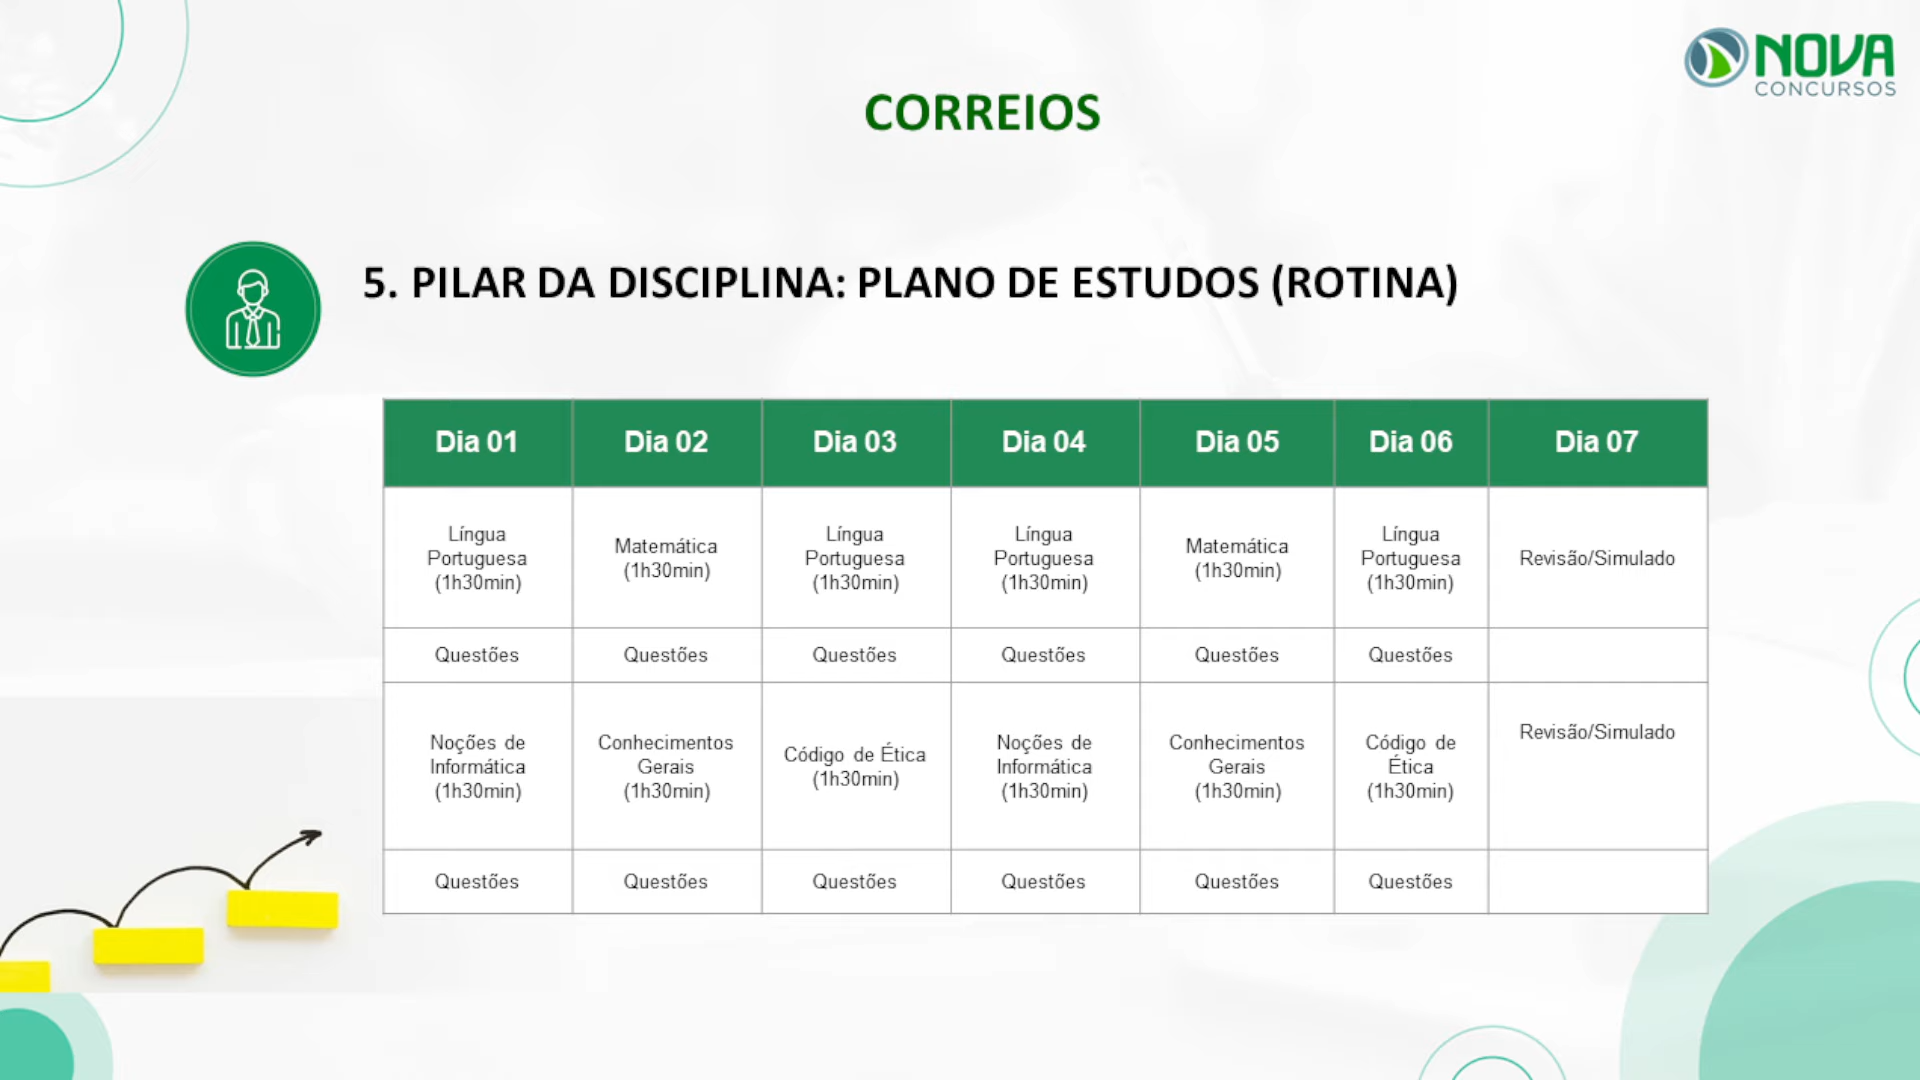 NOVA
CONCURSOS
CORREIOS
5. PILAR DA DISCIPLINA: PLANO DE ESTUDOS (ROTINA)
Dia 01 Dia 02 Dia 03 Dia 04 Dia 05 Dia 06 Dia 07
Língua
Portuguesa
(1h30min)
Matemática
(1h30min)
Língua
Portuguesa
(1h30min)
Língua
Portuguesa
(1h30min)
Matemática
(1h30min)
Língua
Portuguesa
(1h30min)
Revisão/Simulado
Questões Questões Questões Questões Questões Questões
Noções de
Informática
(1h30min)
Conhecimentos
Gerais
(1h30min)
Código de Ética
(1h30min)
Noções de
Informática
(1h30min)
Conhecimentos
Gerais
(1h30min)
Código de
Ética
(1h30min)
Revisão/Simulado
Questões Questões Questões Questões Questões Questões